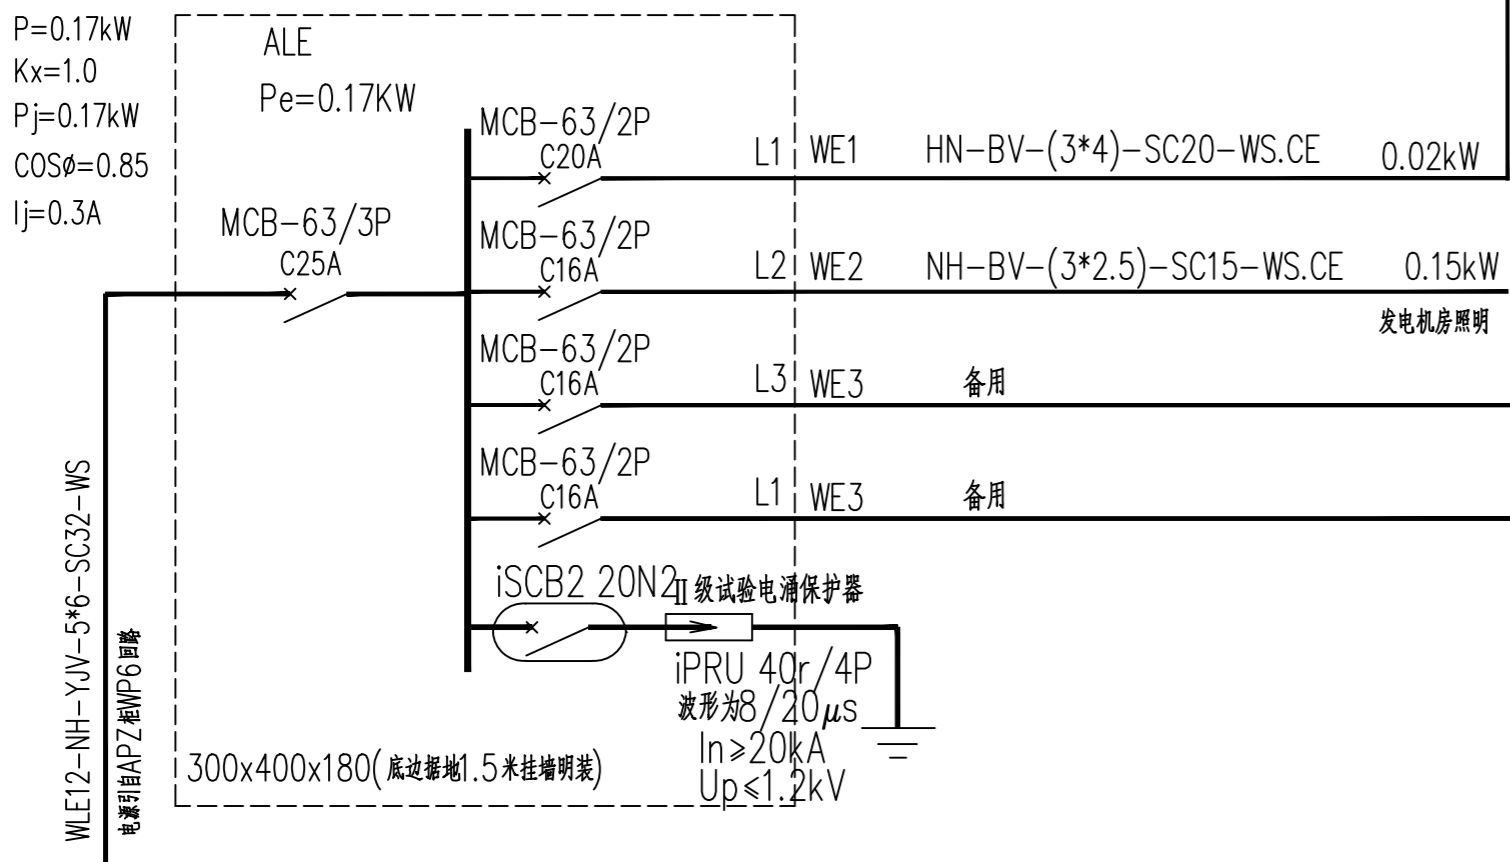 P=0.17kW
Kx=1.0
Pj=0.17kW
COSø=0.85
Ij=0.3A
ALE
Pe=0.17KW
MCB-63/3P
C25A
MCB-63/2P
C20A
L1 WE1 HN-BV-(3*4)-SC20-WS.CE 0.02kW
MCB-63/2P
C16A
L2 WE2 NH-BV-(3*2.5)-SC15-WS.CE 0.15kW
发电机房照明
MCB-63/2P
C16A
L3 WE3 备用
MCB-63/2P
C16A
L1 WE3 备用
iSCB2 20N2
II级试验电涌保护器
iPRU 40r/4P
波形为8/20μs
In≥20kA
Up≤1.2kV
300x400x180(底边据地1.5米挂墙明装)
WLE12-NH-YJV-5*6-SC32-WS
电源引自APZ柜WP6回路